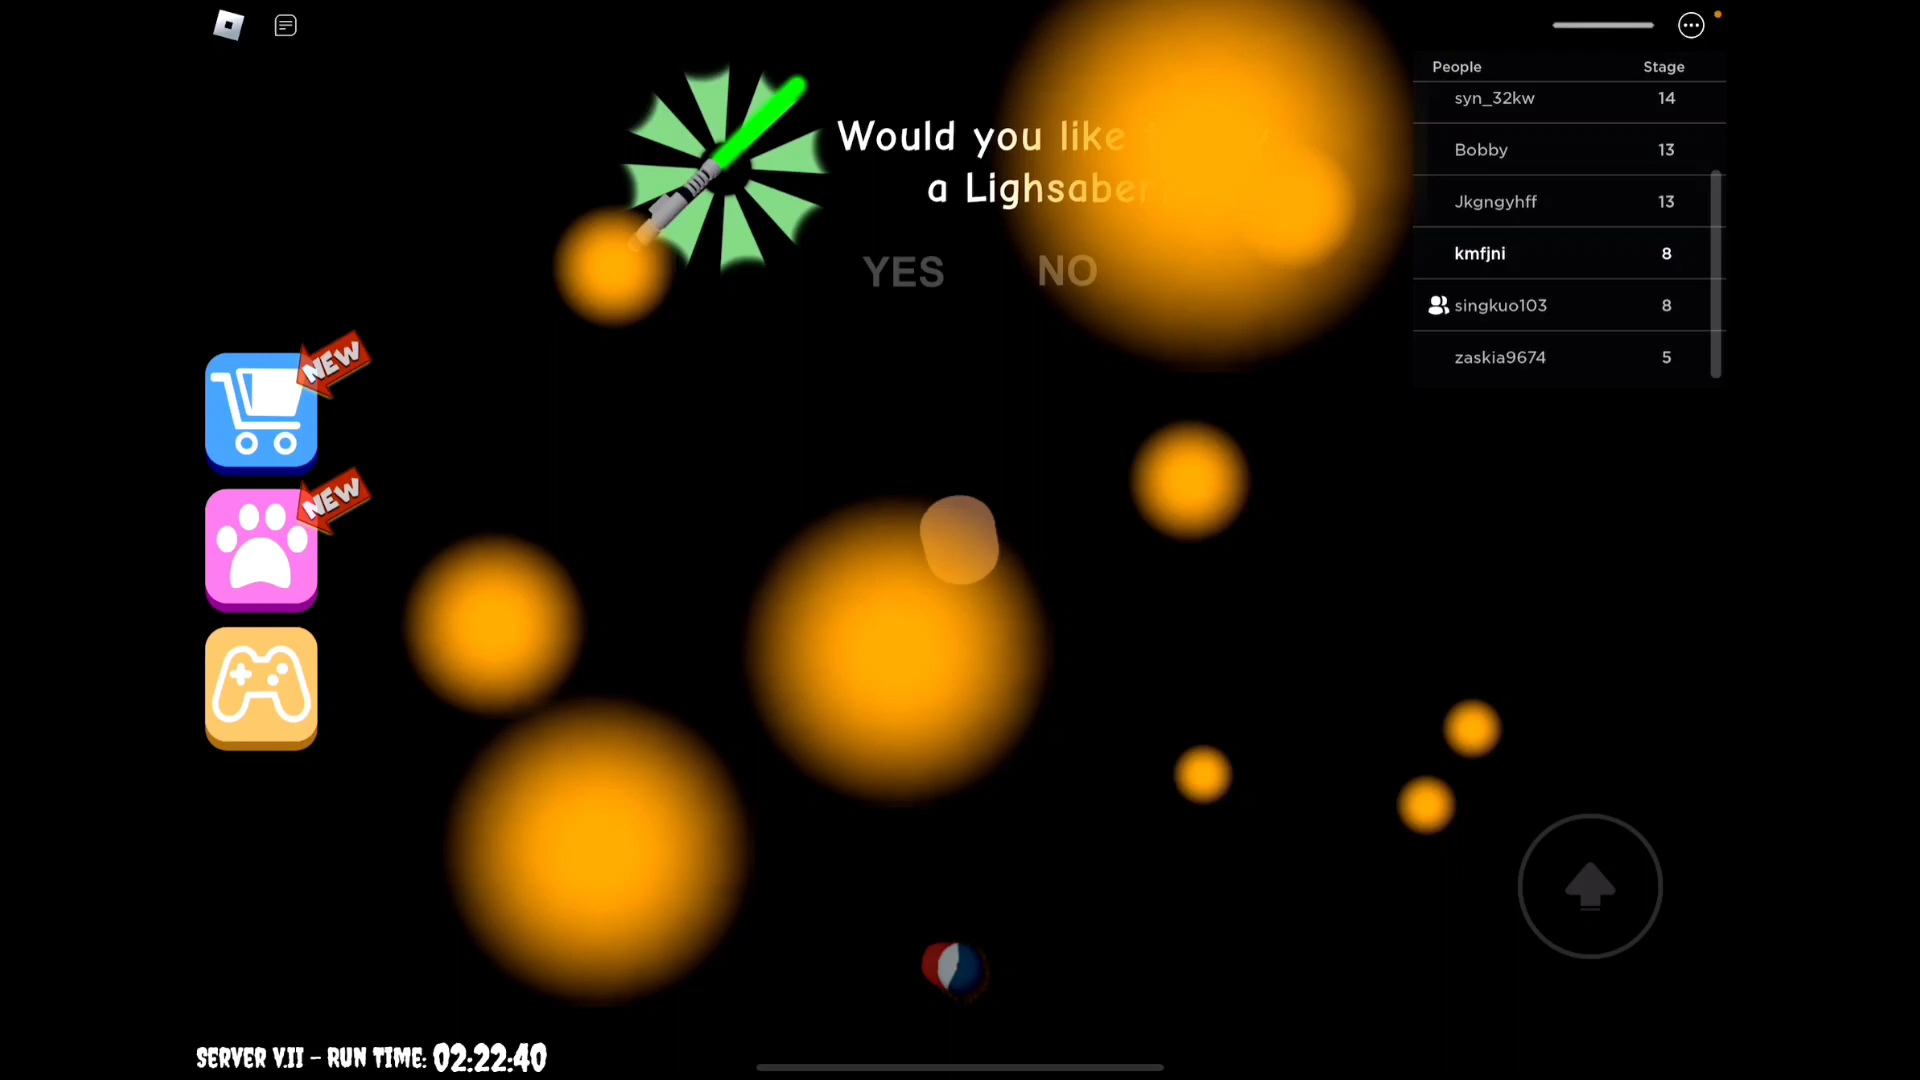 People Stage
syn_32kw 14
Bobby 13
Jkgngyhff 13
kmfjni 8
singkuo103 8
zaskia9674 5
Would you like
a Lighsaber
YES NO
NEW
NEW
SERVER V.II - RUN TIME: 02:22:40